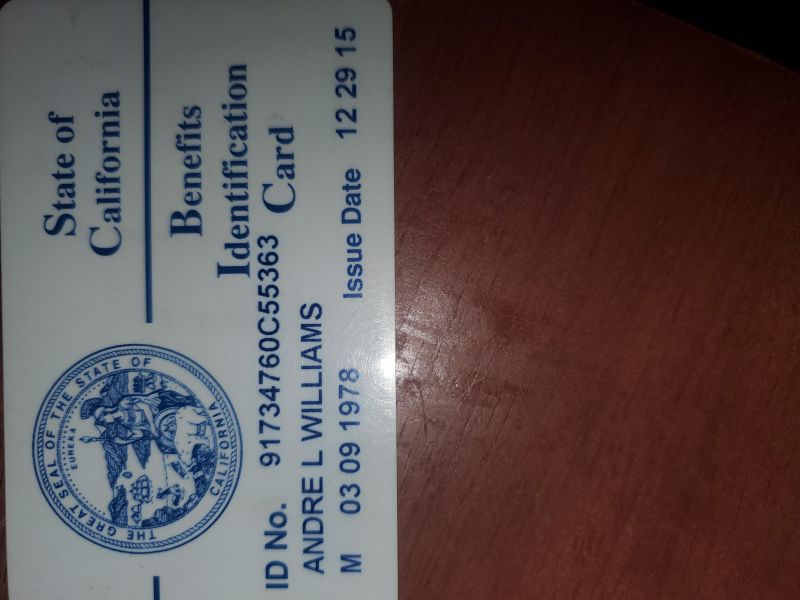 State of
California
Benefits
Identification
Card
THE GREAT SEAL OF THE STATE OF CALIFORNIA
EUREKA
ID No. 91734760C55363
ANDRE L WILLIAMS
M 03 09 1978 Issue Date 12 29 15